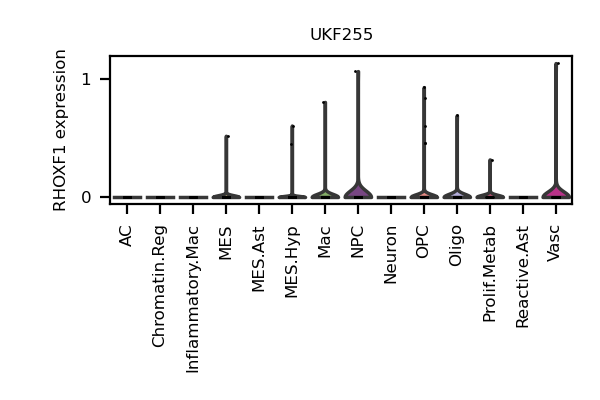 UKF255
RHOXF1 expression
1
0
AC
Chromatin.Reg
Inflammatory.Mac
MES
MES.Ast
MES.Hyp
Mac
NPC
Neuron
OPC
Oligo
Prolif.Metab
Reactive.Ast
Vasc